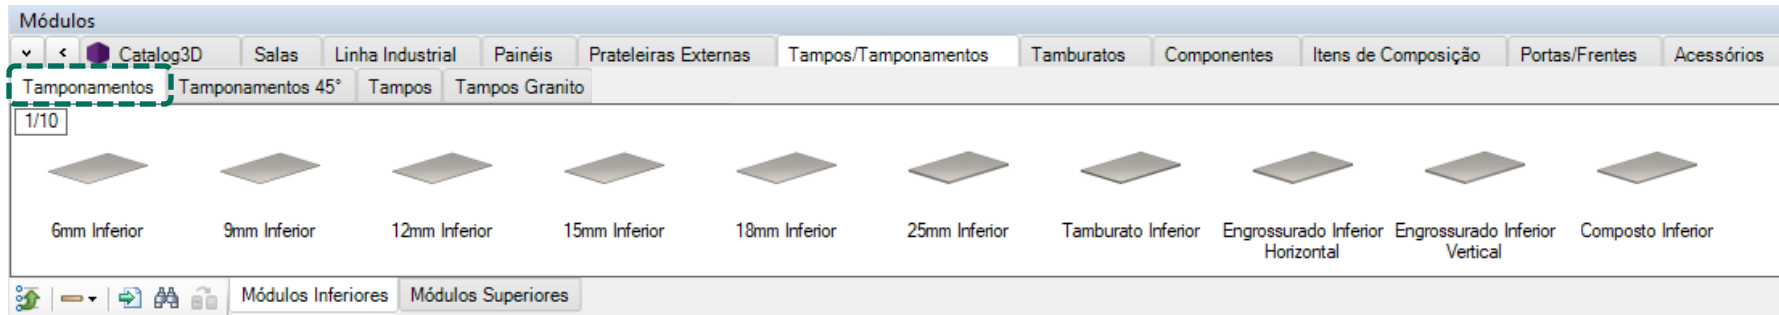 Módulos
Catalog3D Salas Linha Industrial Painéis Prateleiras Externas Tampos/Tamponamentos Tamburatos Componentes Itens de Composição Portas/Frentes Acessórios
Tamponamentos Tamponamentos 45° Tampos Tampos Granito
1/10
6mm Inferior 9mm Inferior 12mm Inferior 15mm Inferior 18mm Inferior 25mm Inferior Tamburato Inferior Engrossurado Inferior Engrossurado Inferior Composto Inferior
Horizontal Vertical
Módulos Inferiores Módulos Superiores